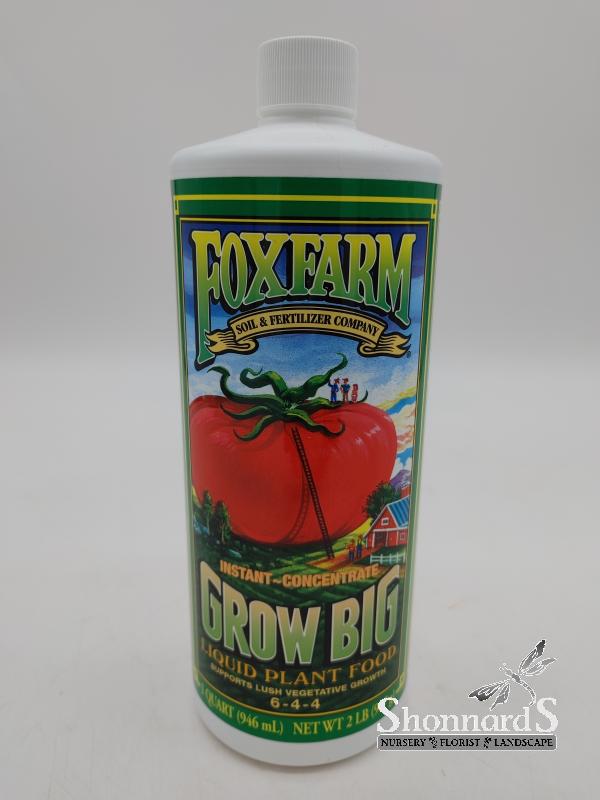 FOXFARM
SOIL & FERTILIZER COMPANY
®
INSTANT~CONCENTRATE
GROW BIG
LIQUID PLANT FOOD
SUPPORTS LUSH VEGETATIVE GROWTH
6-4-4
1 QUART (946 mL) NET WT 2 LB
ShonnardS
NURSERY FLORIST LANDSCAPE